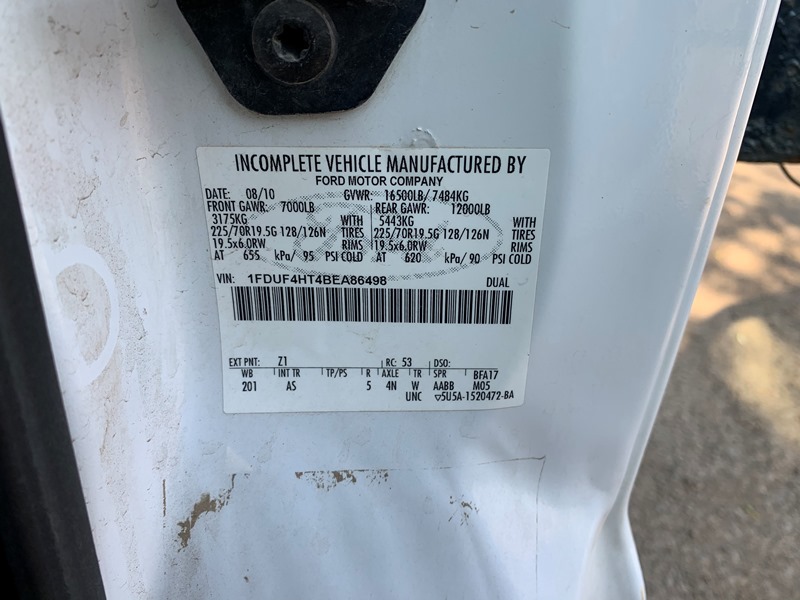 INCOMPLETE VEHICLE MANUFACTURED BY
FORD MOTOR COMPANY
DATE: 08/10 GVWR: 16500LB/7484KG
FRONT GAWR: 7000LB REAR GAWR: 12000LB
3175KG WITH 5443KG WITH
225/70R19.5G 128/126N TIRES 225/70R19.5G 128/126N TIRES
19.5x6.0RW RIMS 19.5x6.0RW RIMS
AT 655 kPa/ 95 PSI COLD AT 620 kPa/ 90 PSI COLD
VIN: 1FDUF4HT4BEA86498 DUAL
EXT PNT: Z1 RC: 53 DSO:
WB INT TR TP/PS R AXLE TR SPR BFA17
201 AS 5 4N W AABB M05
UNC ▽5U5A-1520472-BA